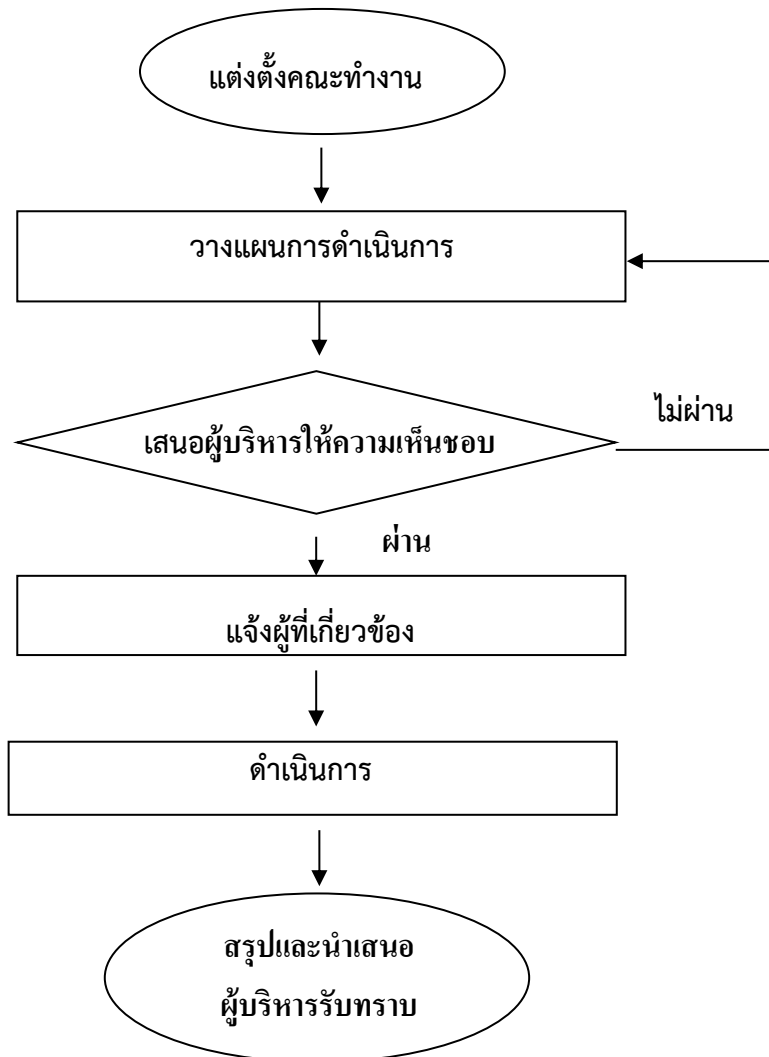 แต่งตั้งคณะทำงาน
วางแผนการดำเนินการ
เสนอผู้บริหารให้ความเห็นชอบ
ไม่ผ่าน
ผ่าน
แจ้งผู้ที่เกี่ยวข้อง
ดำเนินการ
สรุปและนำเสนอ
ผู้บริหารรับทราบ